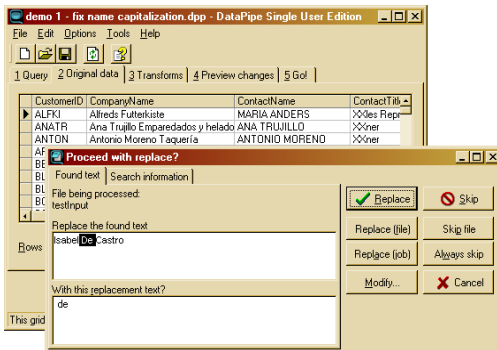 demo 1 - fix name capitalization.dpp - DataPipe Single User Edition
File Edit Options Tools Help
1 Query 2 Original data 3 Transforms 4 Preview changes 5 Go!
CustomerID CompanyName ContactName ContactTitle
ALFKI Alfreds Futterkiste MARIA ANDERS XXles Repr
ANATR Ana Trujillo Emparedados y helado ANA TRUJILLO XXner
ANTON Antonio Moreno Taquería ANTONIO MORENO XXner
Proceed with replace?
Found text Search information
File being processed:
testInput
Replace the found text
Isabel De Castro
With this replacement text?
de
Replace Skip
Replace (file) Skip file
Replace (job) Always skip
Modify... Cancel
Rows
This grid